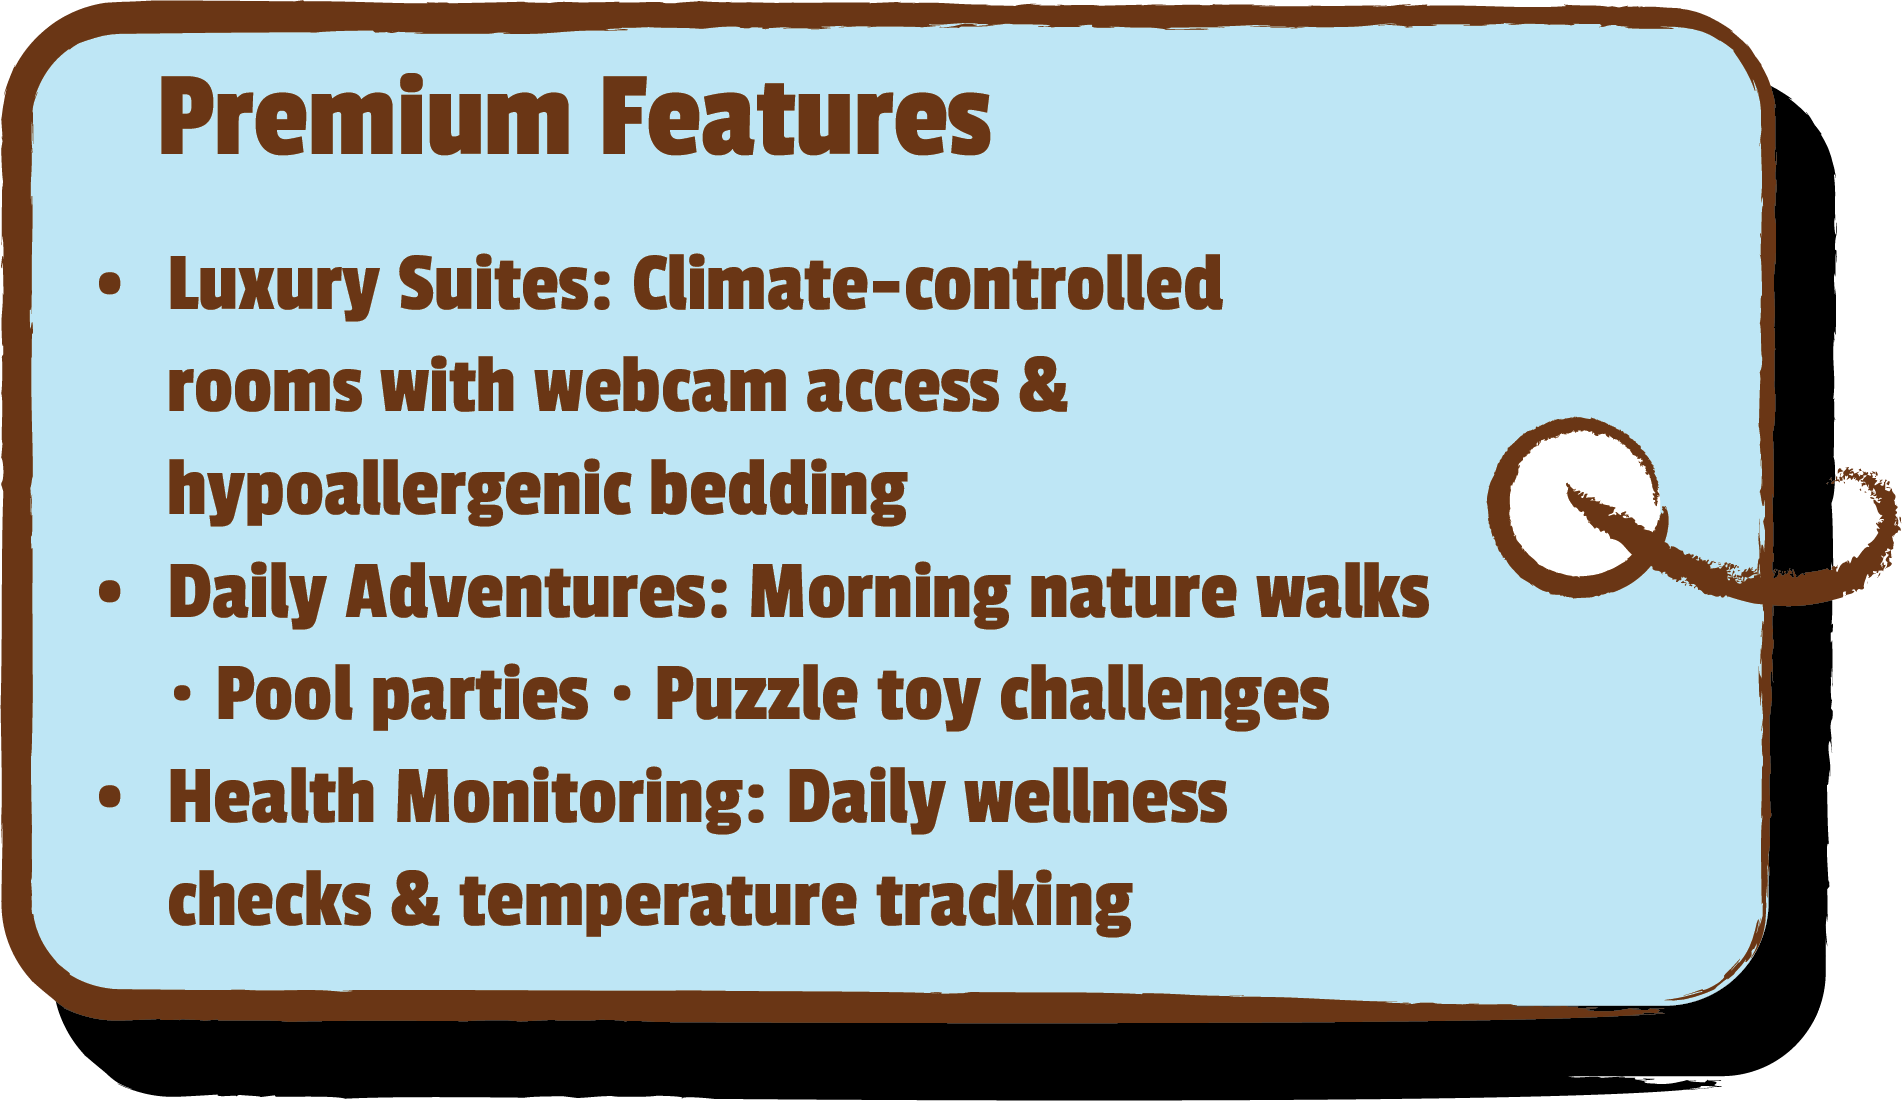 Premium Features
• Luxury Suites: Climate-controlled
rooms with webcam access &
hypoallergenic bedding
• Daily Adventures: Morning nature walks
· Pool parties · Puzzle toy challenges
• Health Monitoring: Daily wellness
checks & temperature tracking